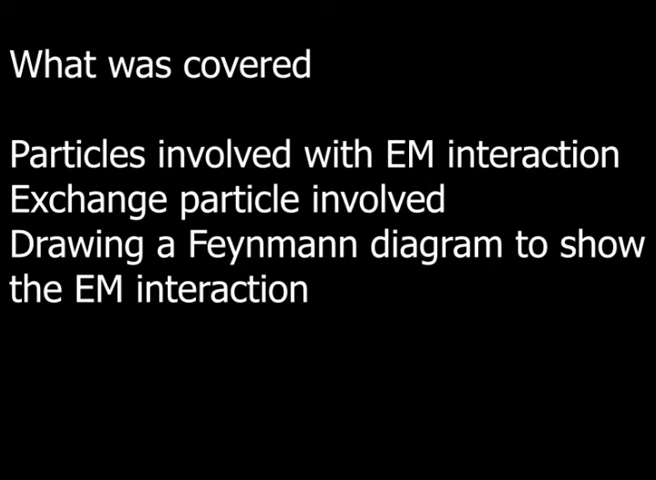 What was covered
Particles involved with EM interaction
Exchange particle involved
Drawing a Feynmann diagram to show
the EM interaction